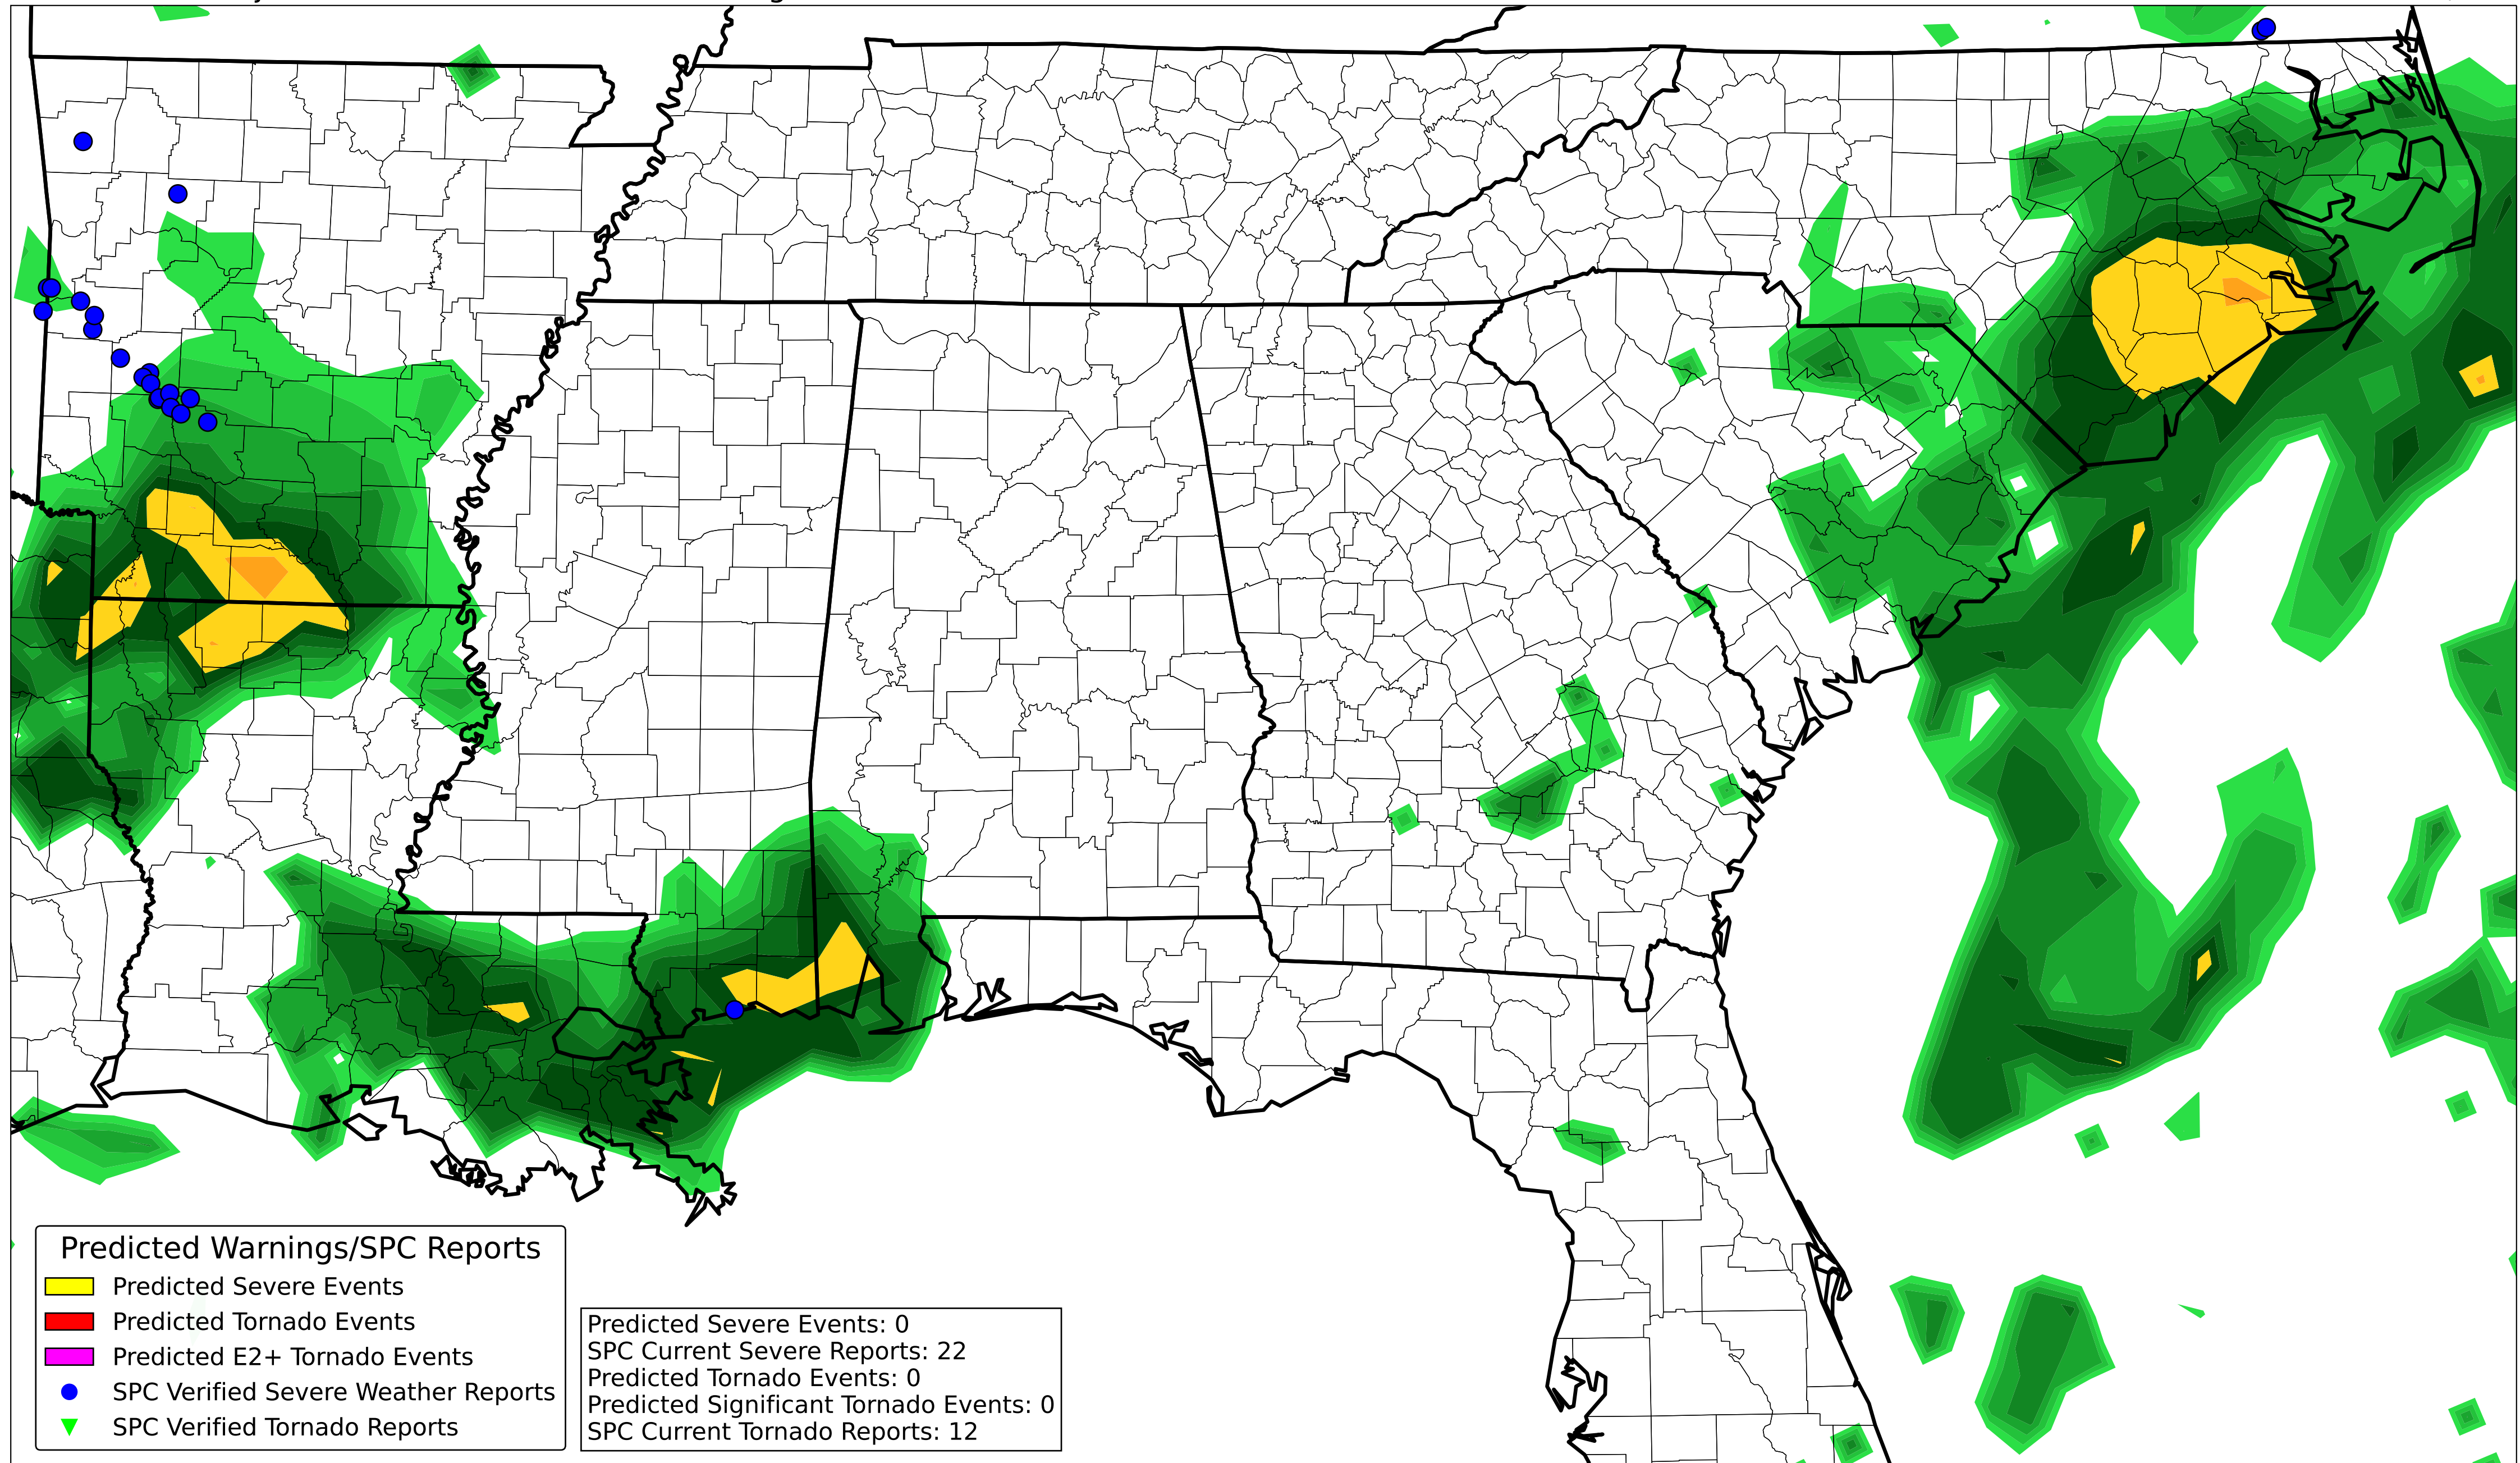 Predicted Warnings/SPC Reports
Predicted Severe Events
Predicted Tornado Events
Predicted E2+ Tornado Events
SPC Verified Severe Weather Reports
SPC Verified Tornado Reports
Predicted Severe Events: 0
SPC Current Severe Reports: 22
Predicted Tornado Events: 0
Predicted Significant Tornado Events: 0
SPC Current Tornado Reports: 12